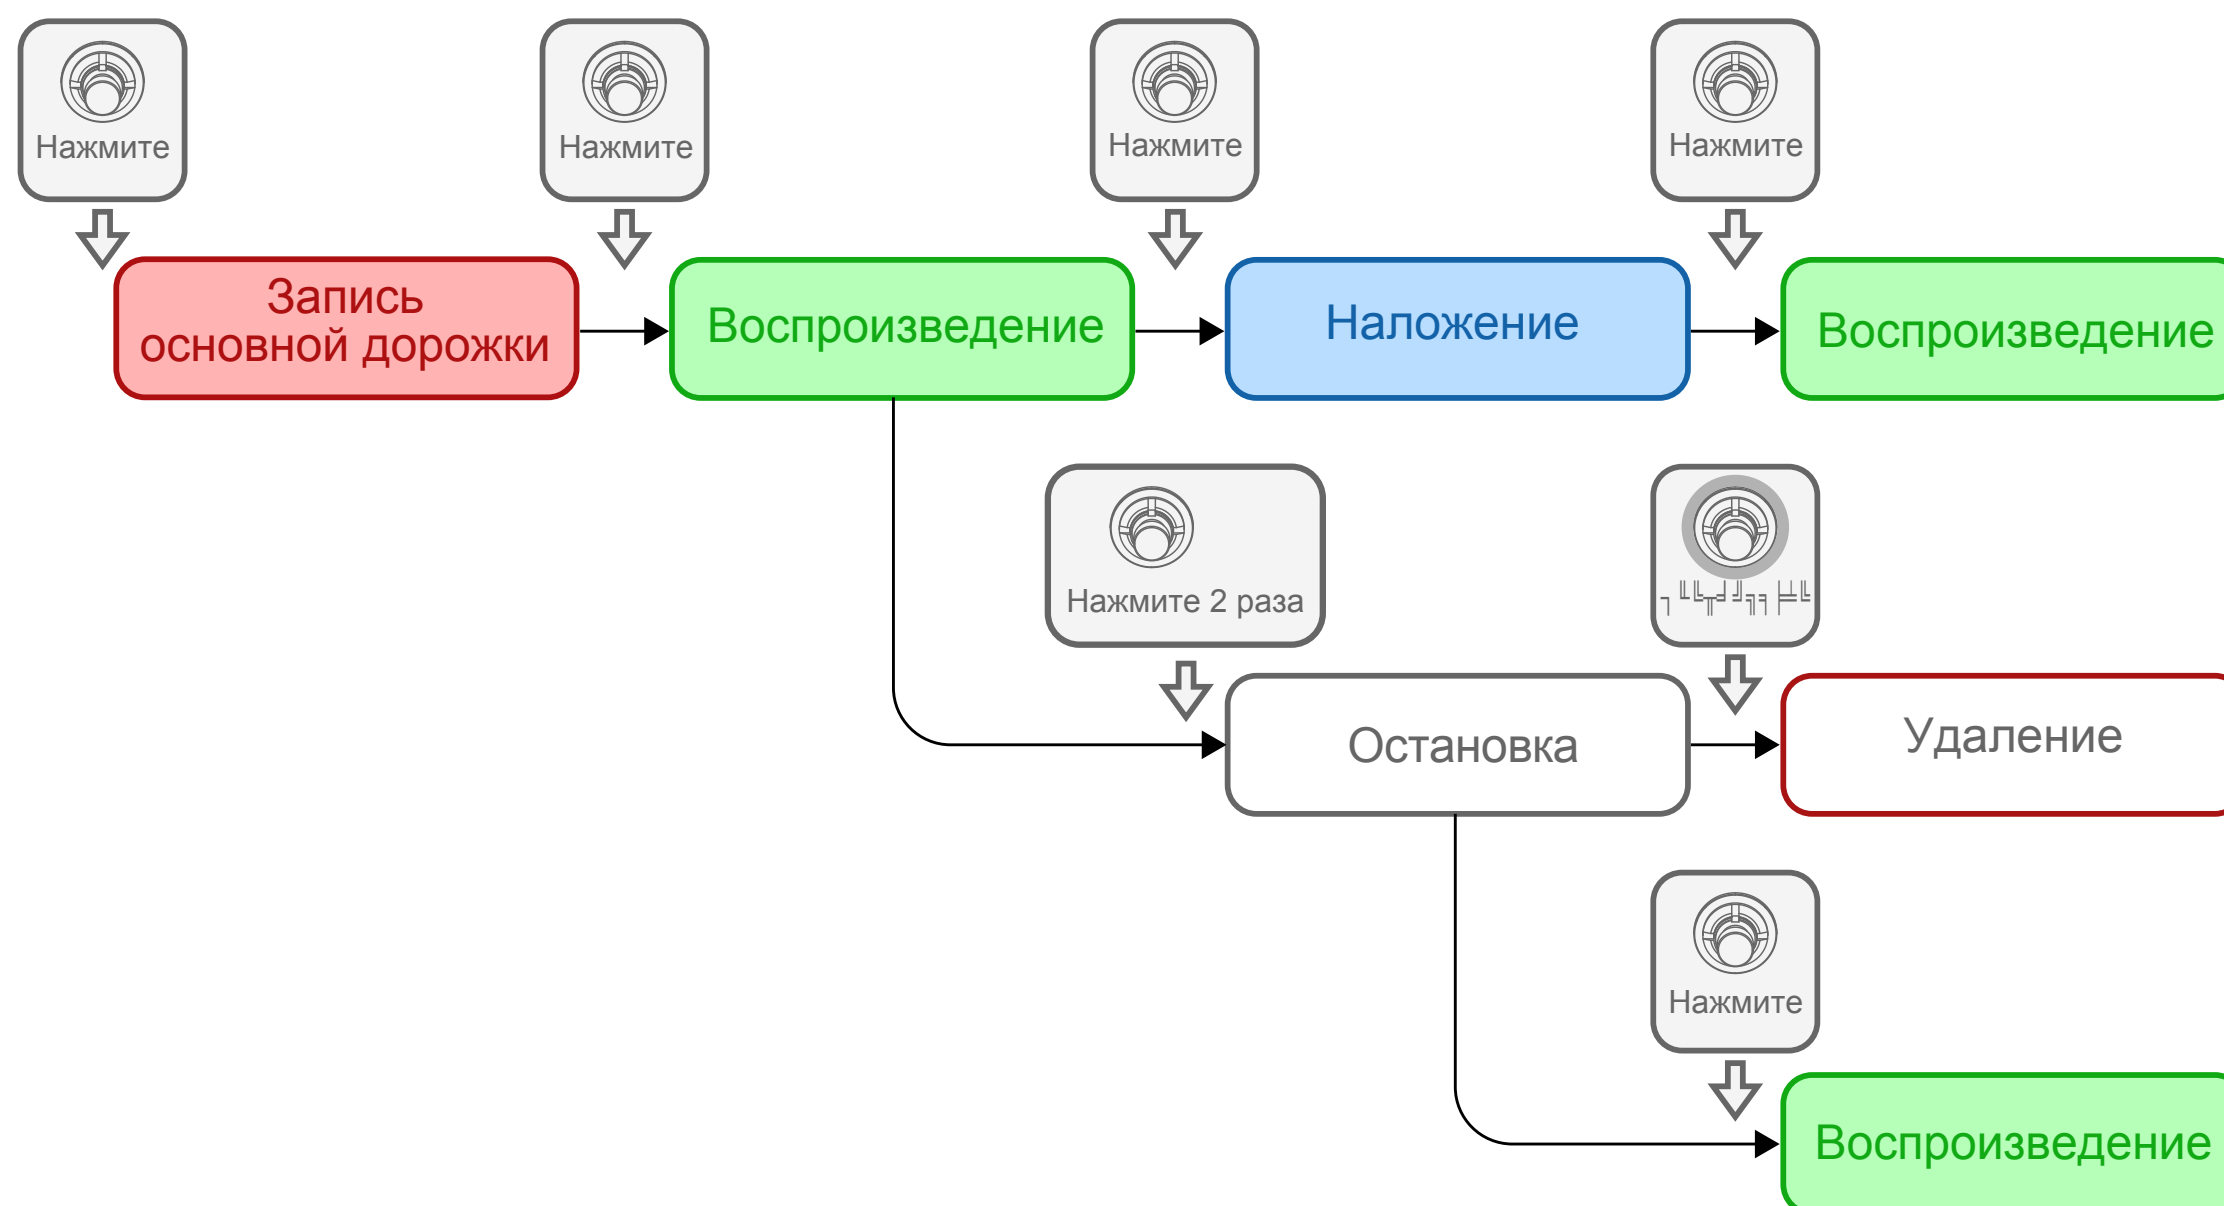 Нажмите
Нажмите
Нажмите
Нажмите
Запись
основной дорожки
Воспроизведение
Наложение
Воспроизведение
Нажмите 2 раза
Остановка
Удаление
Нажмите
Воспроизведение